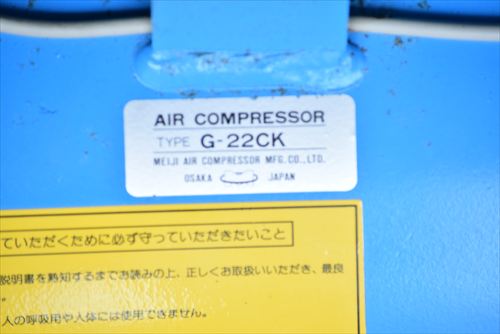 AIR COMPRESSOR
TYPE G-22CK
MEIJI AIR COMPRESSOR MFG.CO.,LTD.
OSAKA JAPAN
ていただくために必ず守っていただきたいこと
説明書を熟知するまでお読みの上、正しくお取扱いいただき、最良
。
人の呼吸用や人体には使用できません。